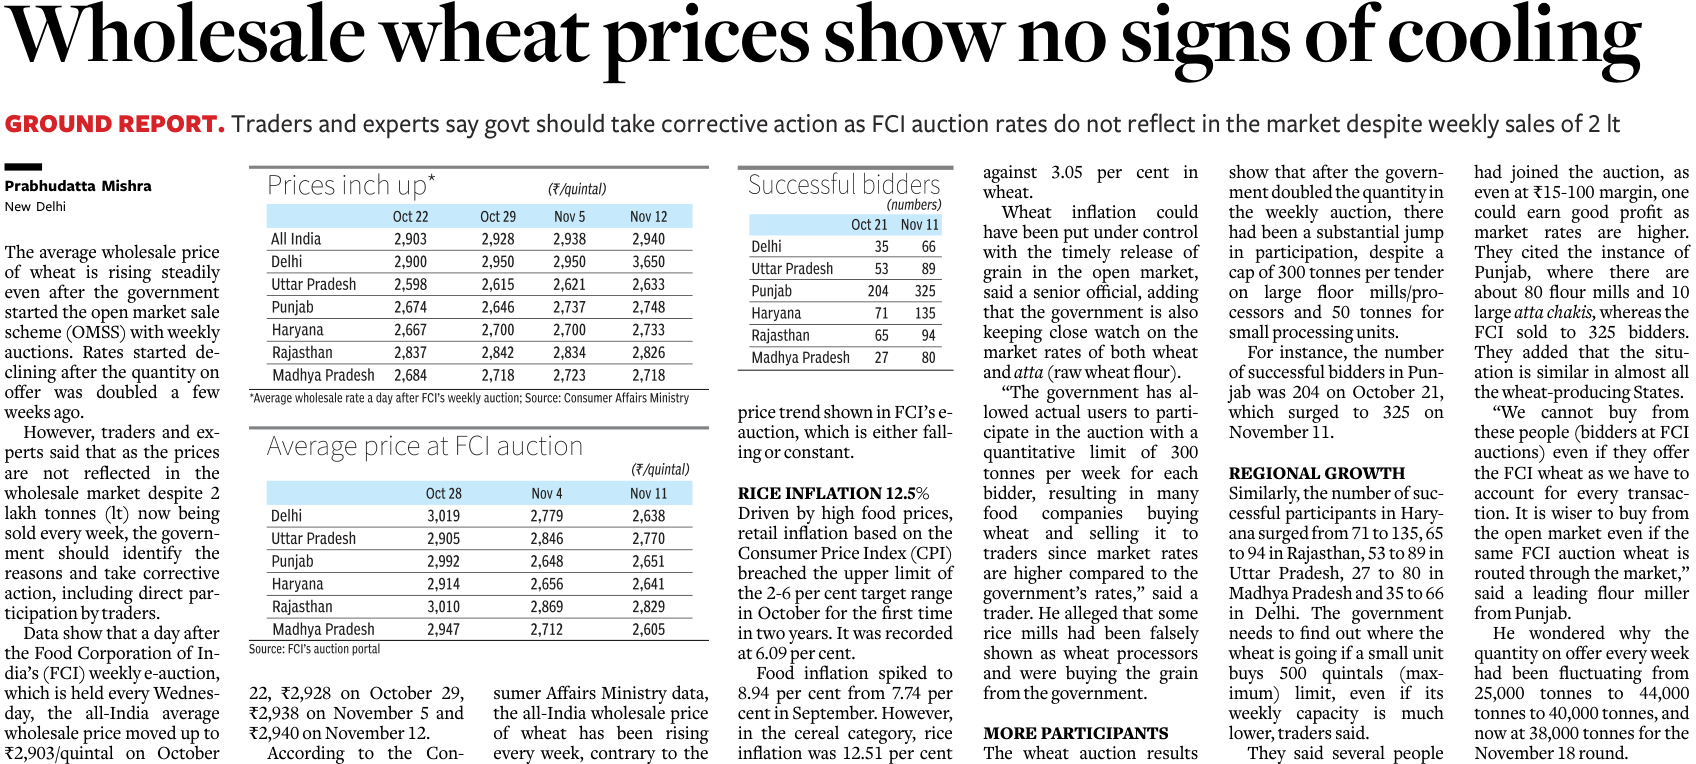 Wholesale wheat prices show no signs of cooling
GROUND REPORT. Traders and experts say govt should take corrective action as FCI auction rates do not reflect in the market despite weekly sales of 2 lt
Prabhudatta Mishra
New Delhi
The average wholesale price
of wheat is rising steadily
even after the government
started the open market sale
scheme (OMSS) with weekly
auctions. Rates started de-
clining after the quantity on
offer was doubled a few
weeks ago.
However, traders and ex-
perts said that as the prices
are not reflected in the
wholesale market despite 2
lakh tonnes (lt) now being
sold every week, the govern-
ment should identify the
reasons and take corrective
action, including direct par-
ticipation by traders.
Data show that a day after
the Food Corporation of In-
dia's (FCI) weekly e-auction,
which is held every Wednes-
day, the all-India average
wholesale price moved up to
₹2,903/quintal on October
Prices inch up*
(₹/quintal)
Oct 22 Oct 29 Nov 5 Nov 12
All India 2,903 2,928 2,938 2,940
Delhi 2,900 2,950 2,950 3,650
Uttar Pradesh 2,598 2,615 2,621 2,633
Punjab 2,674 2,646 2,737 2,748
Haryana 2,667 2,700 2,700 2,733
Rajasthan 2,837 2,842 2,834 2,826
Madhya Pradesh 2,684 2,718 2,723 2,718
*Average wholesale rate a day after FCI's weekly auction; Source: Consumer Affairs Ministry
Average price at FCI auction
(₹/quintal)
Oct 28 Nov 4 Nov 11
Delhi 3,019 2,779 2,638
Uttar Pradesh 2,905 2,846 2,770
Punjab 2,992 2,648 2,651
Haryana 2,914 2,656 2,641
Rajasthan 3,010 2,869 2,829
Madhya Pradesh 2,947 2,712 2,605
Source: FCI's auction portal
22, ₹2,928 on October 29,
₹2,938 on November 5 and
₹2,940 on November 12.
According to the Con-
sumer Affairs Ministry data,
the all-India wholesale price
of wheat has been rising
every week, contrary to the
Successful bidders
(numbers)
Oct 21 Nov 11
Delhi 35 66
Uttar Pradesh 53 89
Punjab 204 325
Haryana 71 135
Rajasthan 65 94
Madhya Pradesh 27 80
price trend shown in FCI's e-
auction, which is either fall-
ing or constant.
RICE INFLATION 12.5%
Driven by high food prices,
retail inflation based on the
Consumer Price Index (CPI)
breached the upper limit of
the 2-6 per cent target range
in October for the first time
in two years. It was recorded
at 6.09 per cent.
Food inflation spiked to
8.94 per cent from 7.74 per
cent in September. However,
in the cereal category, rice
inflation was 12.51 per cent
against 3.05 per cent in
wheat.
Wheat inflation could
have been put under control
with the timely release of
grain in the open market,
said a senior official, adding
that the government is also
keeping close watch on the
market rates of both wheat
and atta (raw wheat flour).
"The government has al-
lowed actual users to parti-
cipate in the auction with a
quantitative limit of 300
tonnes per week for each
bidder, resulting in many
food companies buying
wheat and selling it to
traders since market rates
are higher compared to the
government's rates," said a
trader. He alleged that some
rice mills had been falsely
shown as wheat processors
and were buying the grain
from the government.
MORE PARTICIPANTS
The wheat auction results
show that after the govern-
ment doubled the quantity in
the weekly auction, there
had been a substantial jump
in participation, despite a
cap of 300 tonnes per tender
on large floor mills/pro-
cessors and 50 tonnes for
small processing units.
For instance, the number
of successful bidders in Pun-
jab was 204 on October 21,
which surged to 325 on
November 11.
REGIONAL GROWTH
Similarly, the number of suc-
cessful participants in Hary-
ana surged from 71 to 135, 65
to 94 in Rajasthan, 53 to 89 in
Uttar Pradesh, 27 to 80 in
Madhya Pradesh and 35 to 66
in Delhi. The government
needs to find out where the
wheat is going if a small unit
buys 500 quintals (max-
imum) limit, even if its
weekly capacity is much
lower, traders said.
They said several people
had joined the auction, as
even at ₹15-100 margin, one
could earn good profit as
market rates are higher.
They cited the instance of
Punjab, where there are
about 80 flour mills and 10
large atta chakis, whereas the
FCI sold to 325 bidders.
They added that the situ-
ation is similar in almost all
the wheat-producing States.
"We cannot buy from
these people (bidders at FCI
auctions) even if they offer
the FCI wheat as we have to
account for every transac-
tion. It is wiser to buy from
the open market even if the
same FCI auction wheat is
routed through the market,"
said a leading flour miller
from Punjab.
He wondered why the
quantity on offer every week
had been fluctuating from
25,000 tonnes to 44,000
tonnes to 40,000 tonnes, and
now at 38,000 tonnes for the
November 18 round.